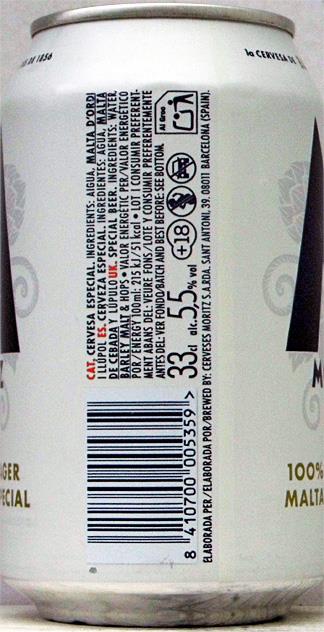 DE 1856
la CERVESA DE
CAT. CERVESA ESPECIAL. INGREDIENTS: AIGUA, MALTA D'ORDI
I LLÚPOL ES. CERVEZA ESPECIAL. INGREDIENTES: AGUA, MALTA
DE CEBADA Y LÚPULO UK. SPECIAL BEER. INGREDIENTS: WATER,
BARLEY MALT & HOPS • VALOR ENERGÈTIC PER/VALOR ENERGÉTICO
POR/ENERGY 100ml: 215 kJ/51 kcal • LOT I CONSUMIR PREFERENT-
MENT ABANS DEL: VEURE FONS/LOTE Y CONSUMIR PREFERENTEMENTE
ANTES DEL: VER FONDO/BATCH AND BEST BEFORE: SEE BOTTOM.
33cl alc. 5,5% vol +18
Al Groc
ELABORADA PER/ELABORADA POR/BREWED BY: CERVESES MORITZ S.A. RDA. SANT ANTONI, 39. 08011 BARCELONA (SPAIN).
8 410700 005359 >
Z
AGER
PECIAL
M
100%
MALTA